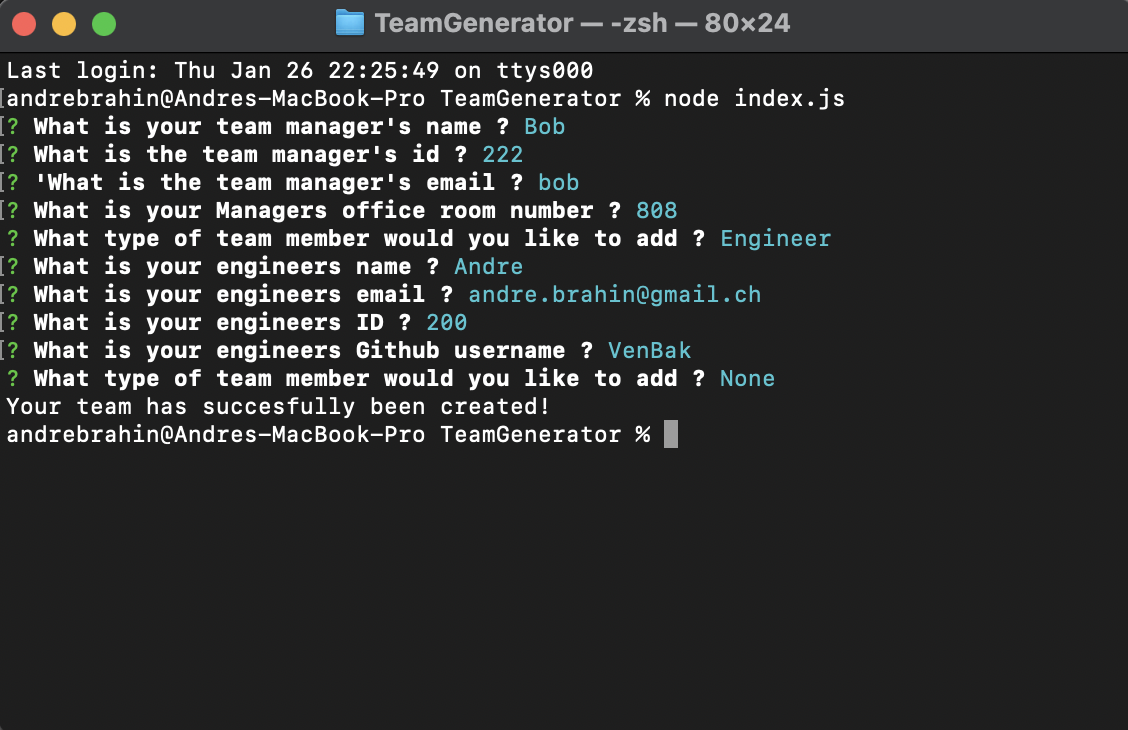 TeamGenerator — -zsh — 80×24
Last login: Thu Jan 26 22:25:49 on ttys000
[andrebrahin@Andres-MacBook-Pro TeamGenerator % node index.js
[? What is your team manager's name ? Bob
[? What is the team manager's id ? 222
[? 'What is the team manager's email ? bob
[? What is your Managers office room number ? 808
? What type of team member would you like to add ? Engineer
[? What is your engineers name ? Andre
[? What is your engineers email ? andre.brahin@gmail.ch
[? What is your engineers ID ? 200
[? What is your engineers Github username ? VenBak
? What type of team member would you like to add ? None
Your team has succesfully been created!
andrebrahin@Andres-MacBook-Pro TeamGenerator %